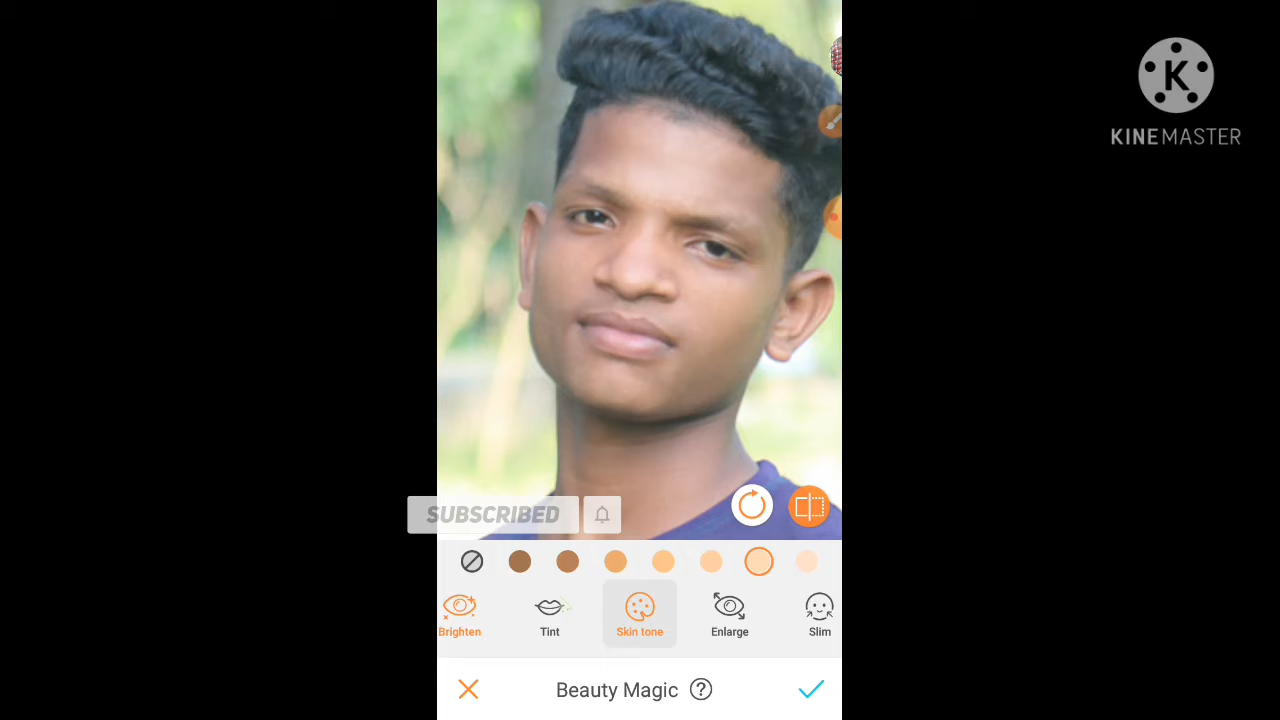 KINEMASTER
SUBSCRIBED
Brighten
Tint
Skin tone
Enlarge
Slim
Beauty Magic ?